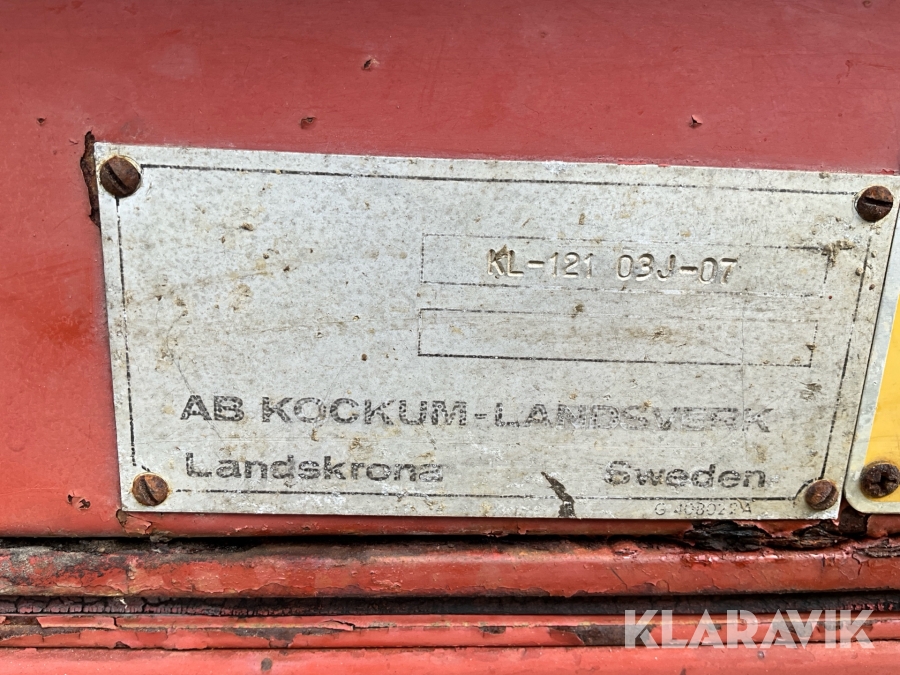 KL-121 03J-07
AB KOCKUM-LANDSVERK
Landskrona Sweden
KLARAVIK